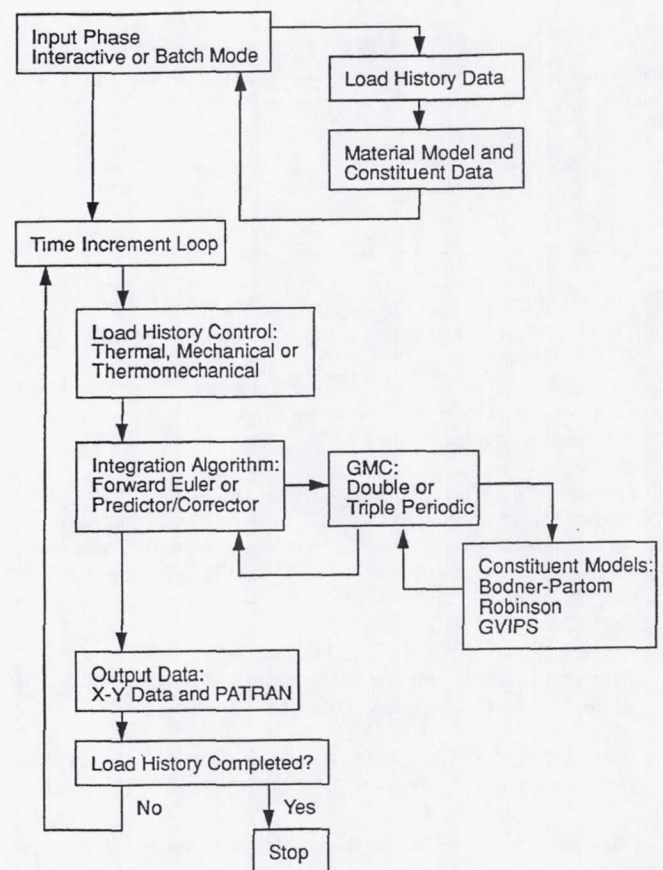 Input Phase
Interactive or Batch Mode
Load History Data
Material Model and
Constituent Data
Time Increment Loop
Load History Control:
Thermal, Mechanical or
Thermomechanical
Integration Algorithm:
Forward Euler or
Predictor/Corrector
GMC:
Double or
Triple Periodic
Constituent Models:
Bodner-Partom
Robinson
GVIPS
Output Data:
X-Y Data and PATRAN
Load History Completed?
No
Yes
Stop